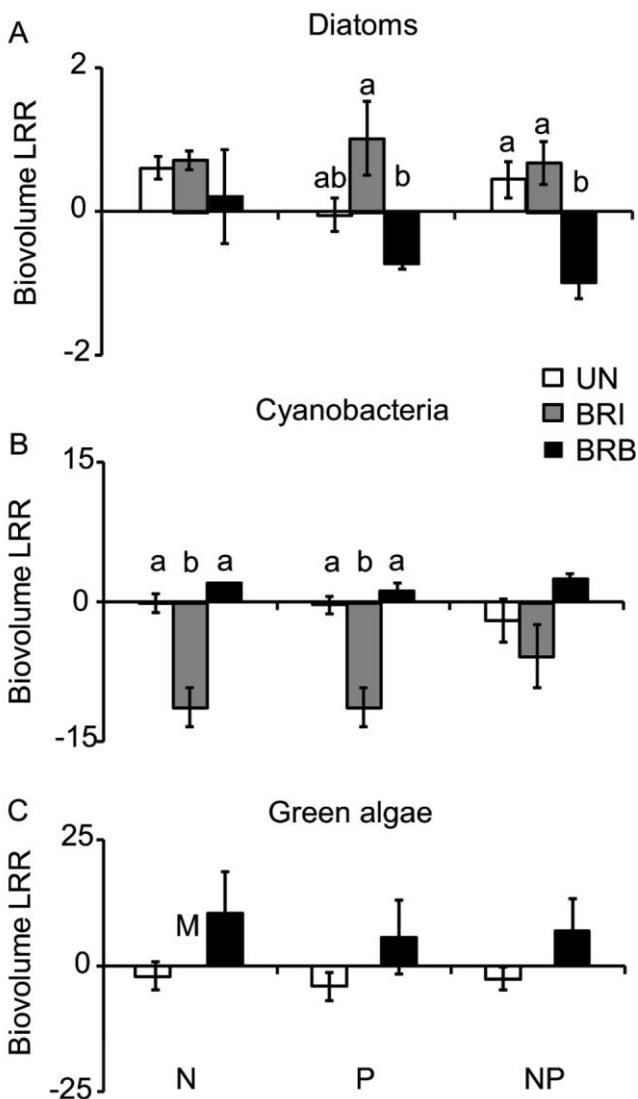 A
Diatoms
Biovolume LRR
2
0
-2
a
ab
b
a
a
b
UN
BRI
BRB
B
Cyanobacteria
Biovolume LRR
15
0
-15
a b a
a b a
C
Green algae
Biovolume LRR
25
0
-25
M
N P NP